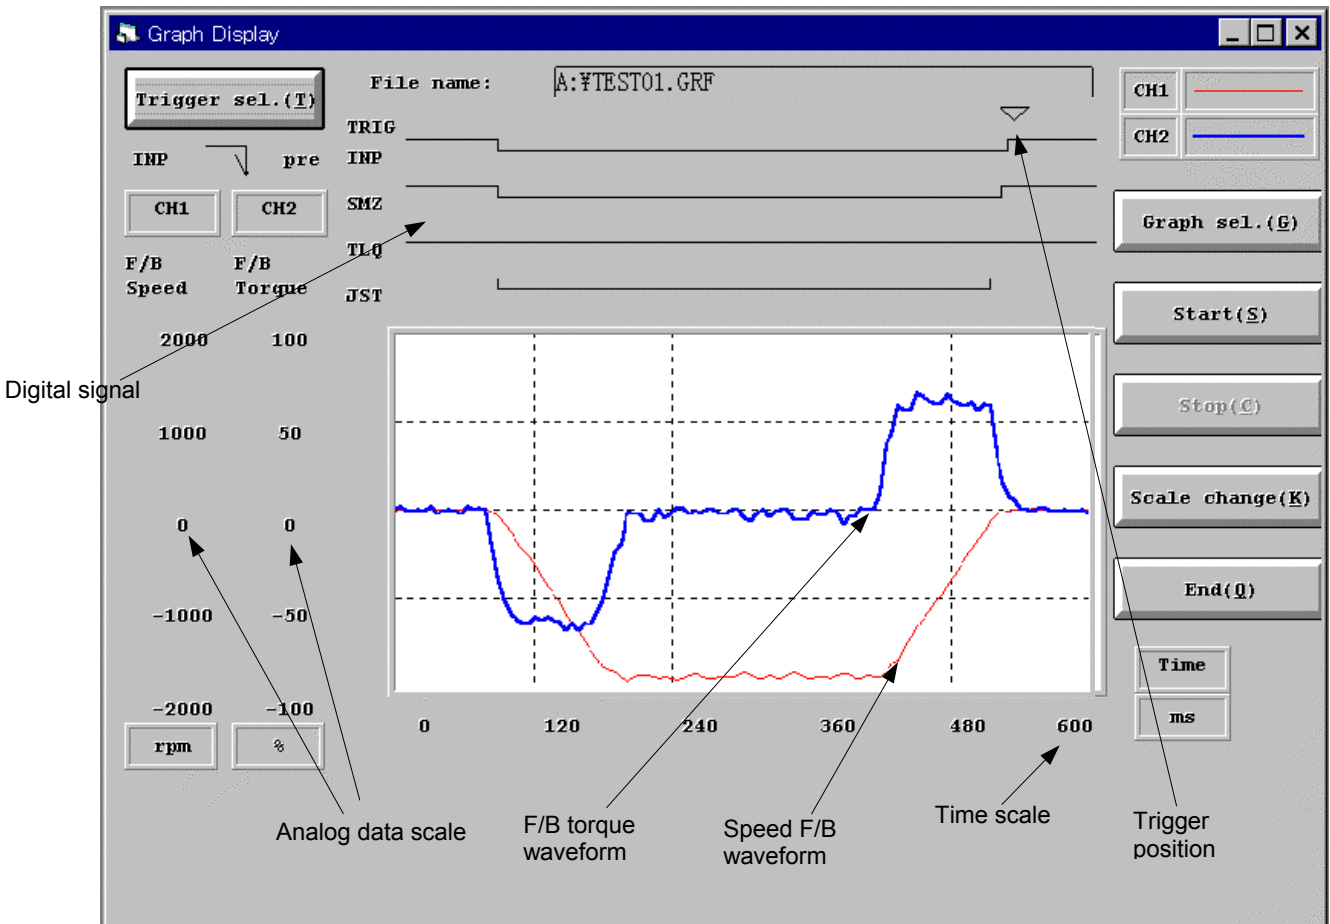 Graph Display
Trigger sel.(T)
File name:
A:¥TEST01.GRF
CH1
CH2
TRIG
INP
pre
INP
CH1
CH2
SMZ
Graph sel.(G)
TLQ
F/B
Speed
F/B
Torque
JST
Start(S)
2000
100
Digital signal
Stop(C)
1000
50
Scale change(K)
0
0
End(Q)
-1000
-50
Time
-2000
-100
ms
rpm
%
0
120
240
360
480
600
Analog data scale
F/B torque
waveform
Speed F/B
waveform
Time scale
Trigger
position